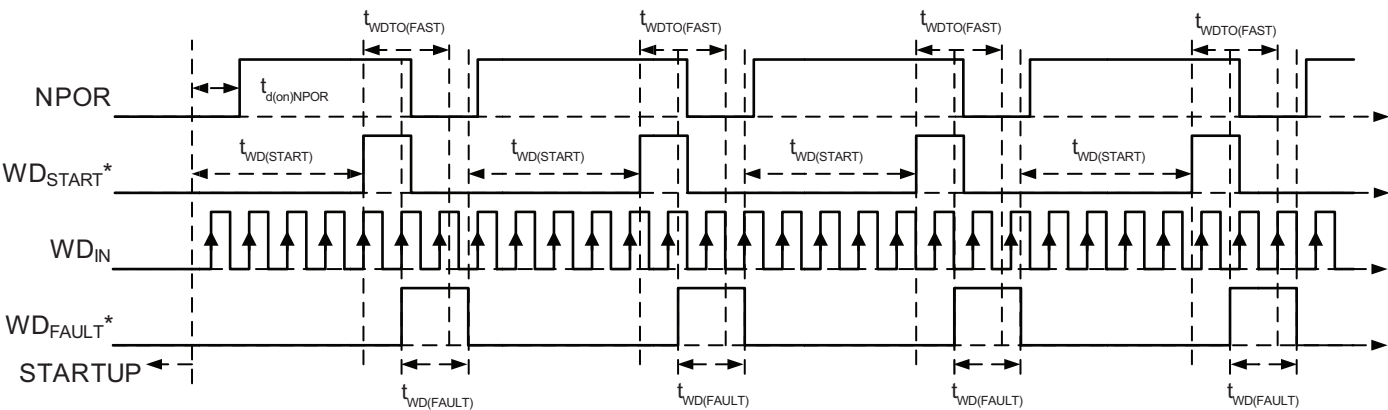 tWDTO(FAST) tWDTO(FAST) tWDTO(FAST) tWDTO(FAST)
NPOR td(on)NPOR
WDSTART* tWD(START) tWD(START) tWD(START) tWD(START)
WDIN
WDFAULT*
STARTUP
tWD(FAULT) tWD(FAULT) tWD(FAULT) tWD(FAULT)